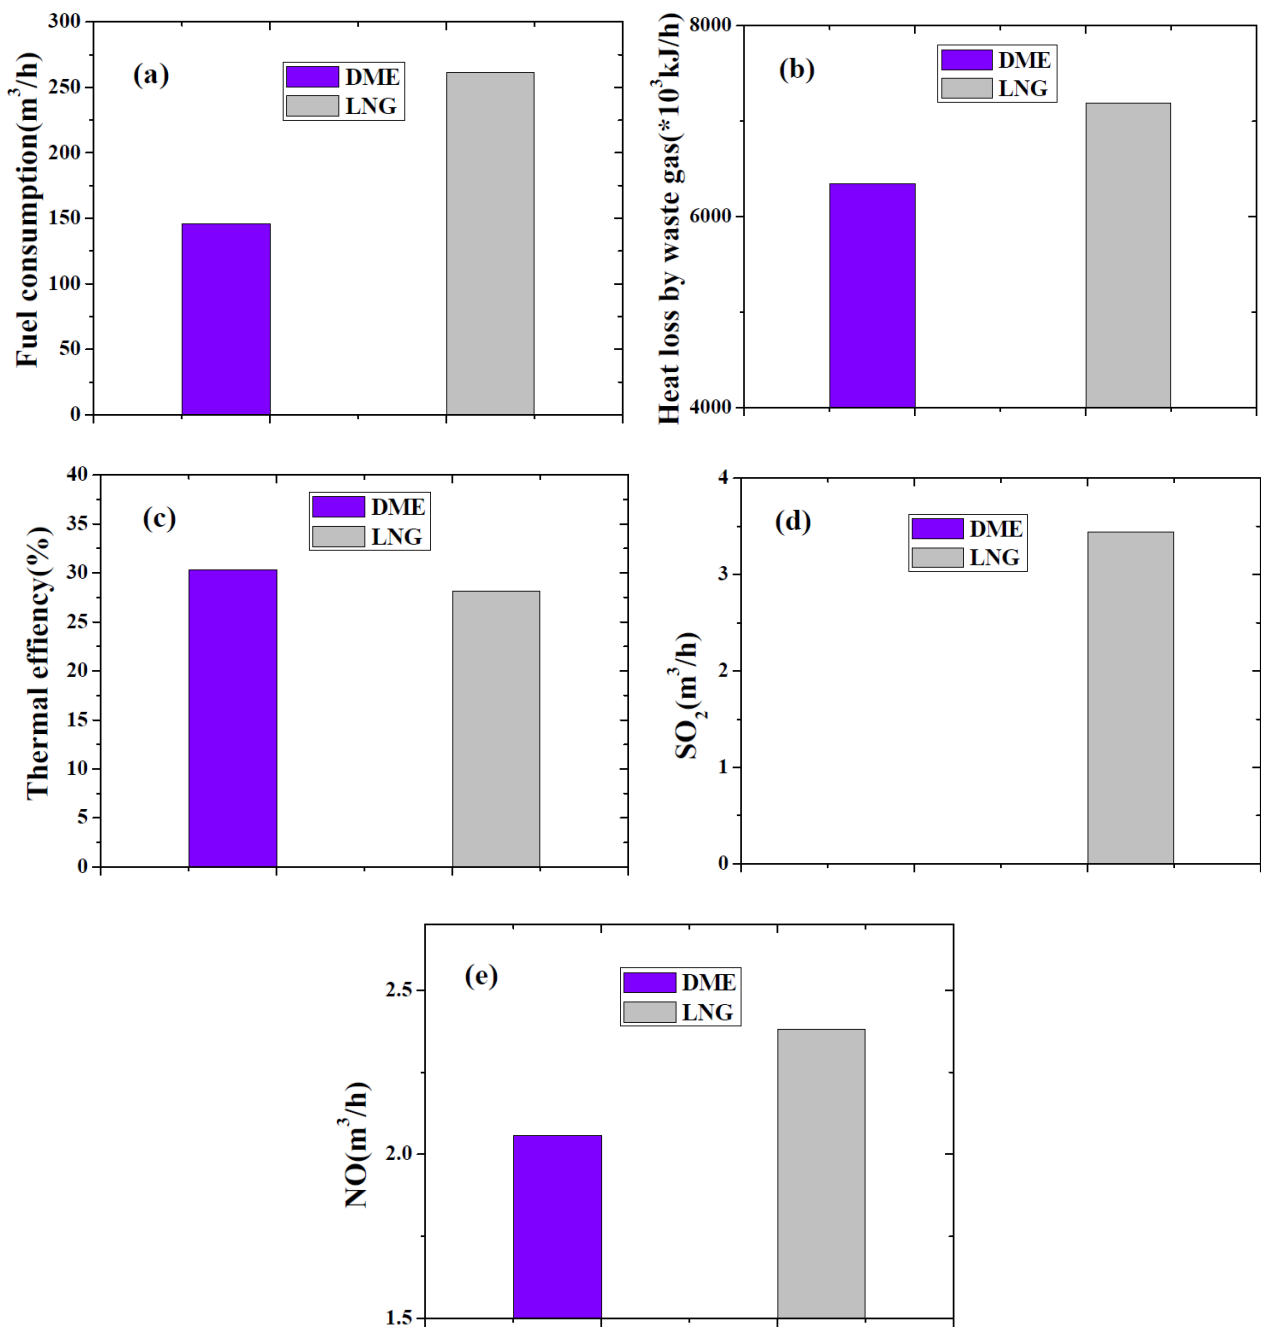 (a)
DME
LNG
Fuel consumption(m³/h)
300
250
200
150
100
50
0
(b)
DME
LNG
Heat loss by waste gas(*10³kJ/h)
8000
6000
4000
(c)
DME
LNG
Thermal effiency(%)
40
35
30
25
20
15
10
5
0
(d)
DME
LNG
SO₂(m³/h)
4
3
2
1
0
(e)
DME
LNG
NO(m³/h)
2.5
2.0
1.5